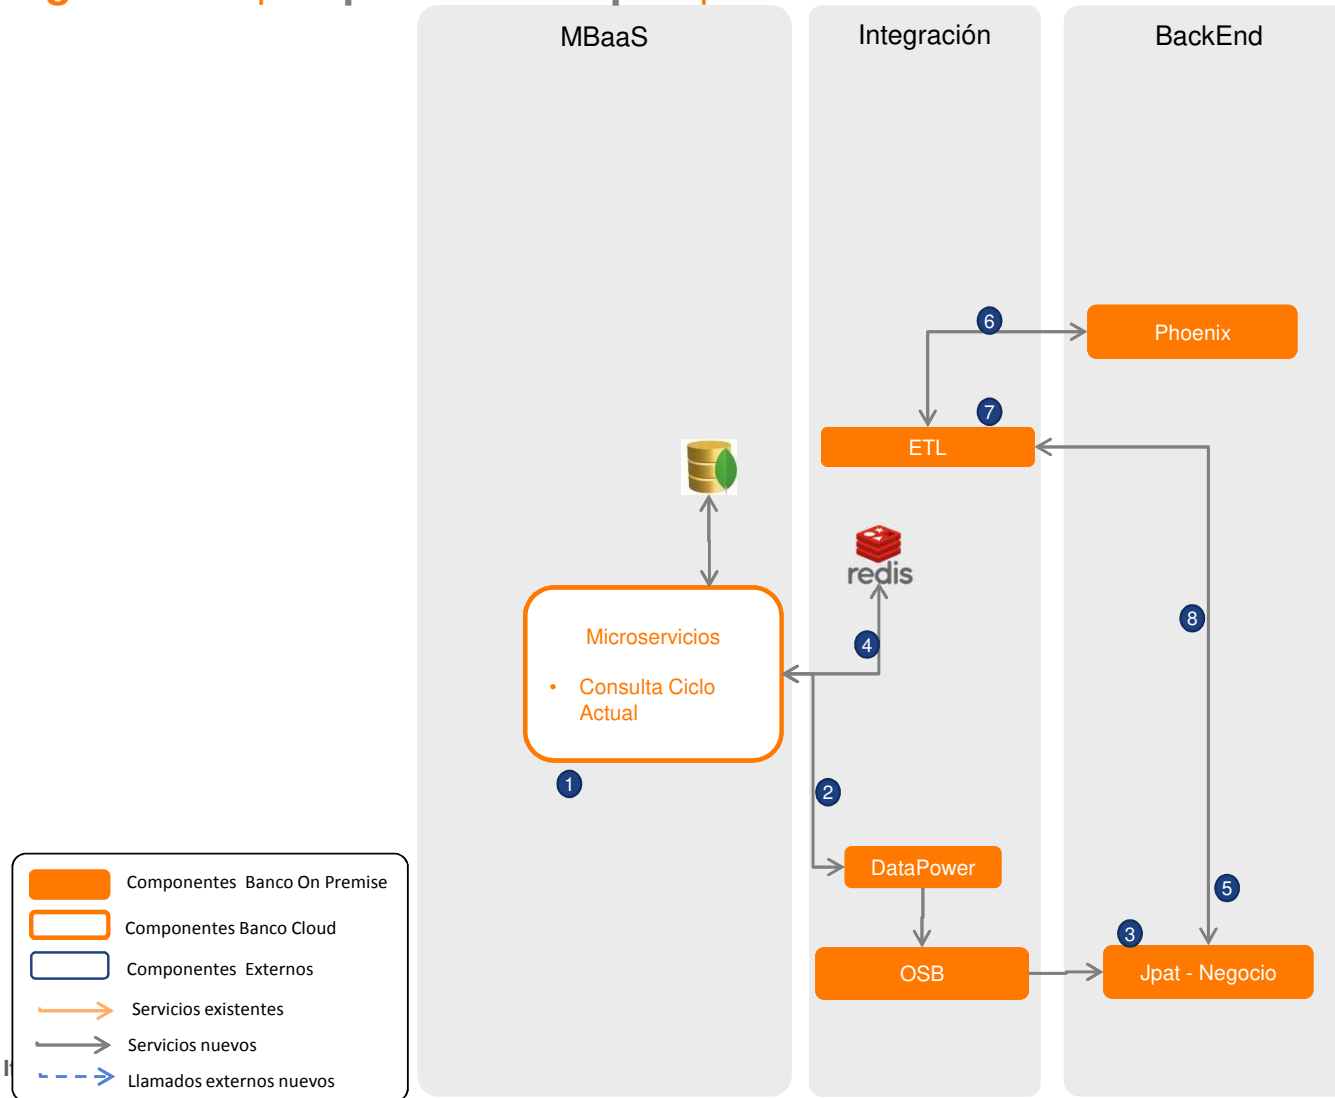 MBaaS
Integración
BackEnd
6
Phoenix
7
ETL
redis
8
4
Microservicios
• Consulta Ciclo
Actual
1
2
DataPower
5
3
OSB
Jpat - Negocio
Componentes Banco On Premise
Componentes Banco Cloud
Componentes Externos
Servicios existentes
Servicios nuevos
Llamados externos nuevos